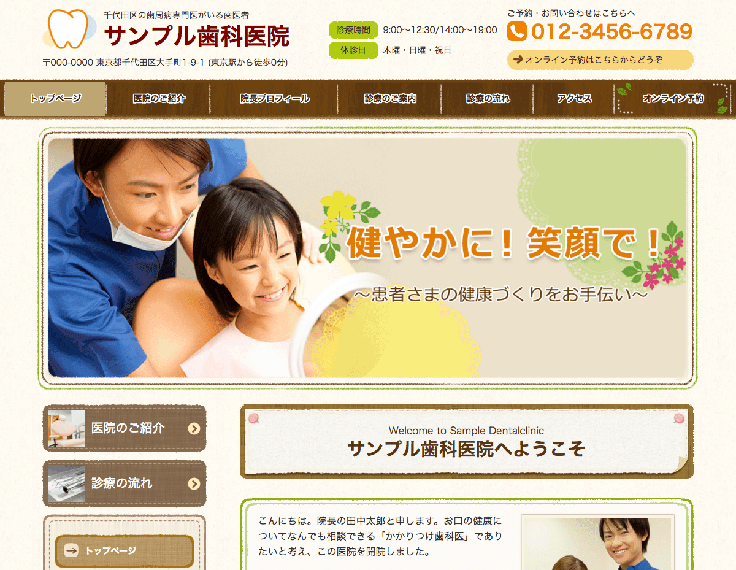 千代田区の歯周病専門医がいる歯医者
サンプル歯科医院
〒000-0000 東京都千代田区大手町1-9-1 (東京駅から徒歩0分)
診療時間 9:00〜12:30/14:00〜19:00
休診日 木曜・日曜・祝日
ご予約・お問い合わせはこちらへ
012-3456-6789
オンライン予約はこちらからどうぞ
トップページ 医院のご紹介 院長プロフィール 診療のご案内 診療の流れ アクセス オンライン予約
健やかに！笑顔で！
〜患者さまの健康づくりをお手伝い〜
医院のご紹介
診療の流れ
トップページ
Welcome to Sample Dentalclinic
サンプル歯科医院へようこそ
こんにちは。院長の田中太郎と申します。お口の健康に
ついてなんでも相談できる「かかりつけ歯科医」であり
たいと考え、この医院を開院しました。